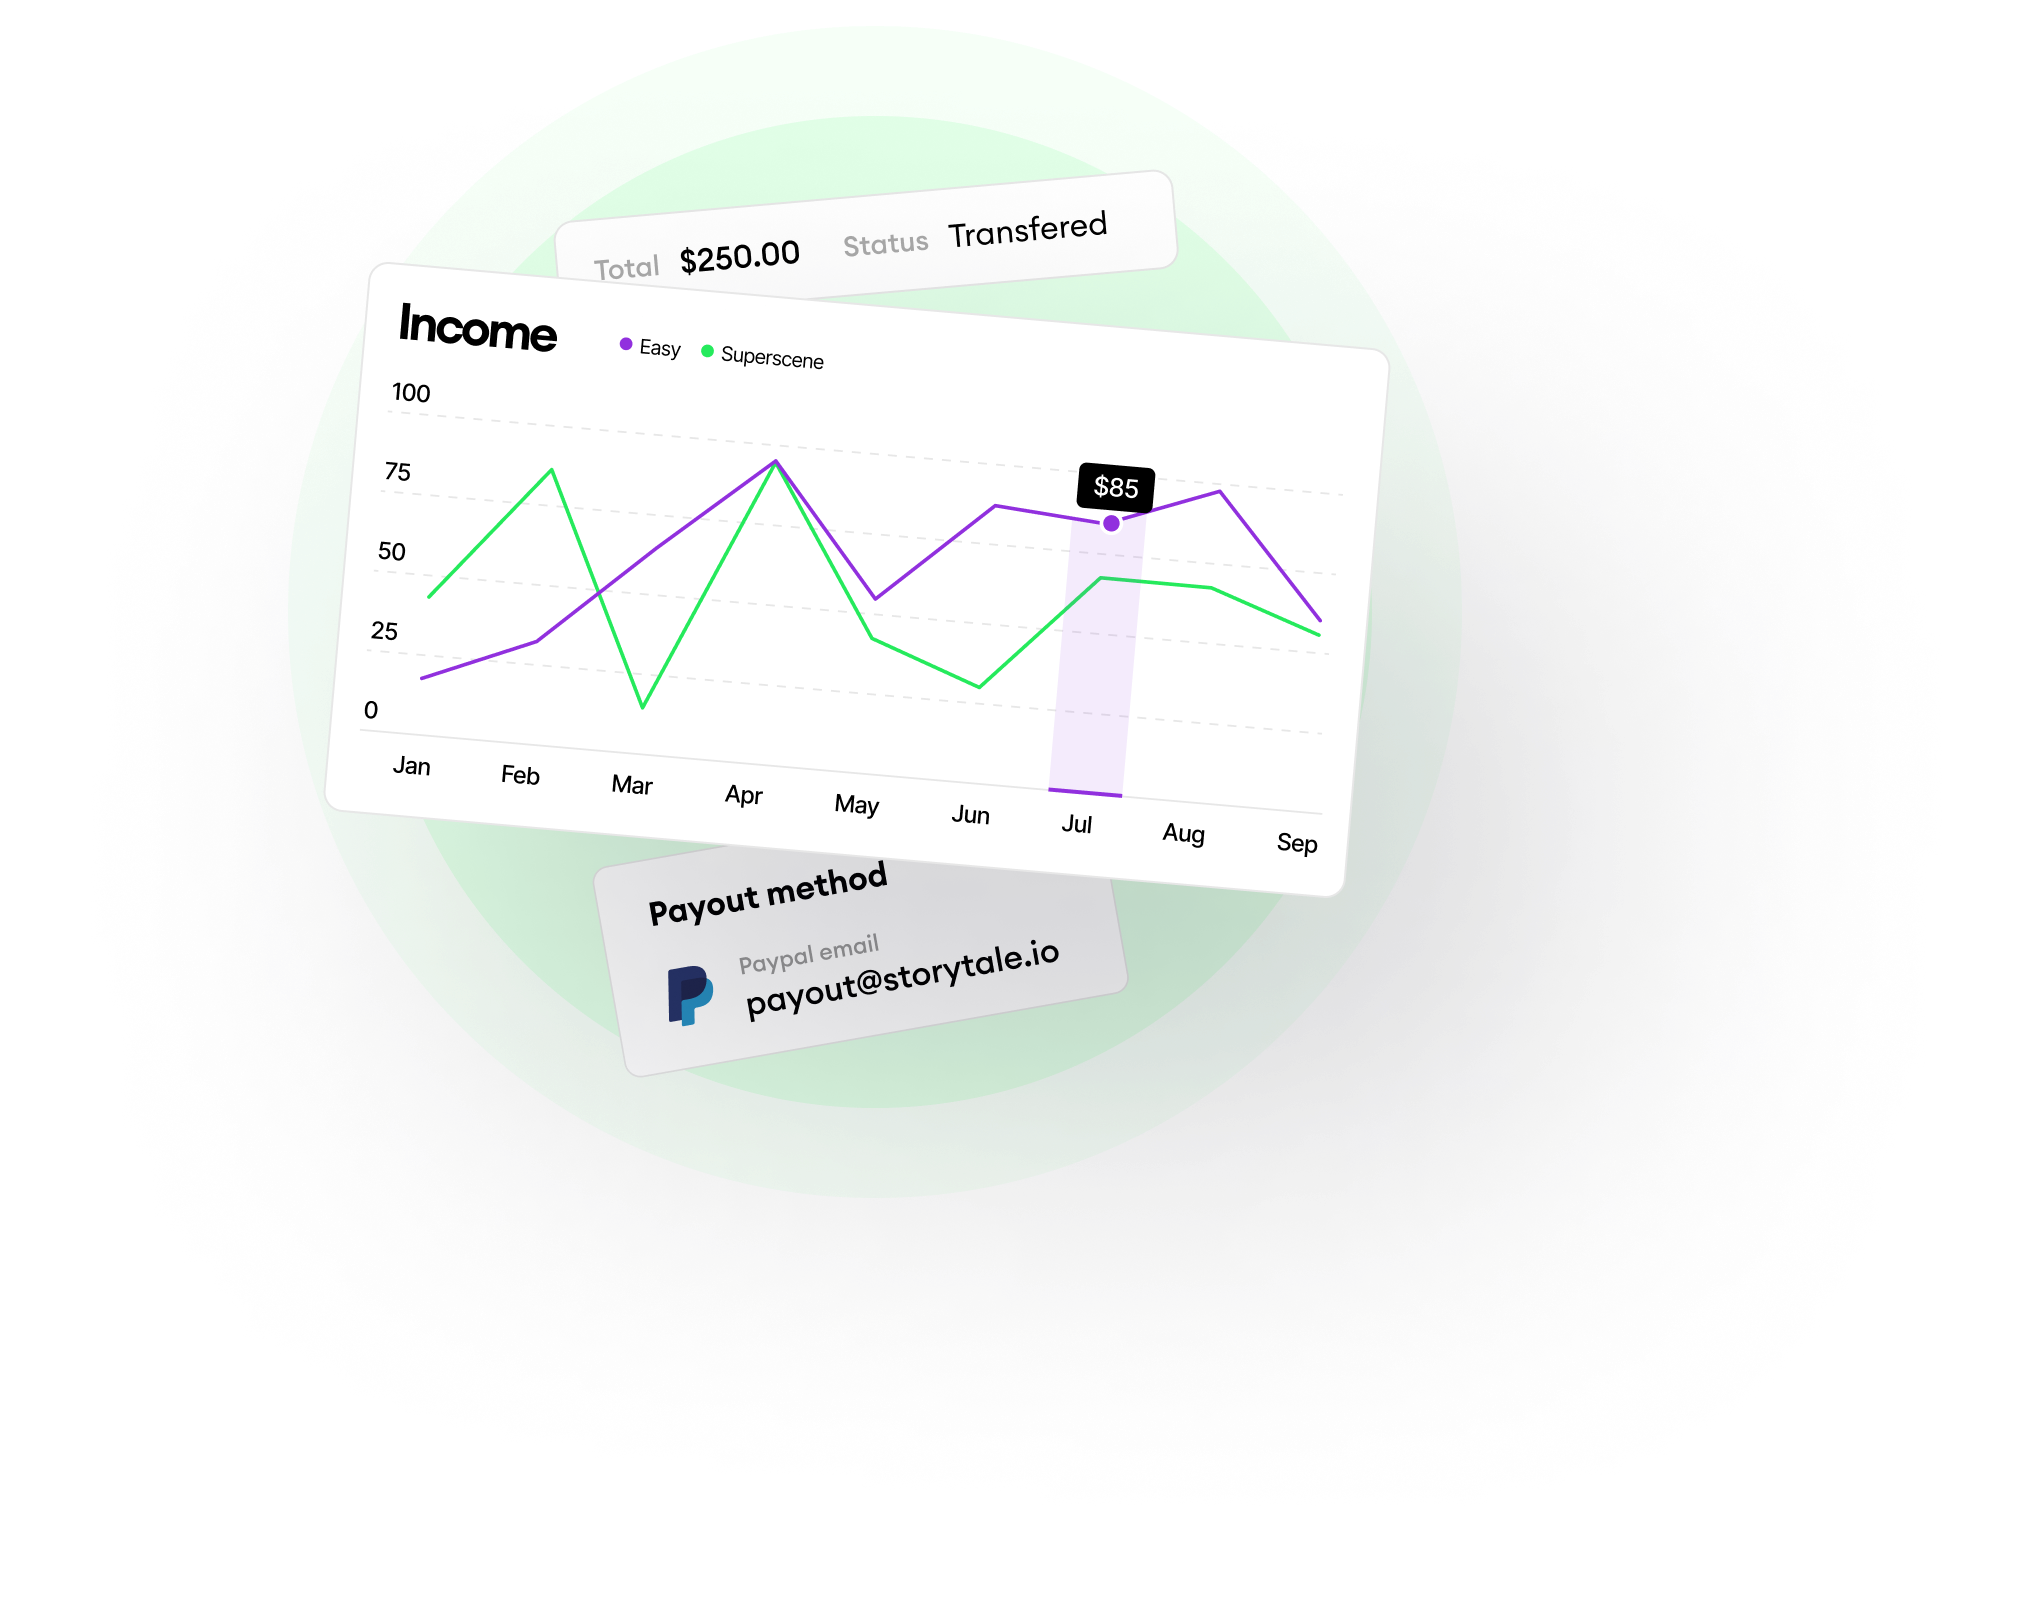 Total $250.00 Status Transfered
Income
Easy Superscene
100
75
50
25
0
$85
Jan Feb Mar Apr May Jun Jul Aug Sep
Payout method
Paypal email
payout@storytale.io